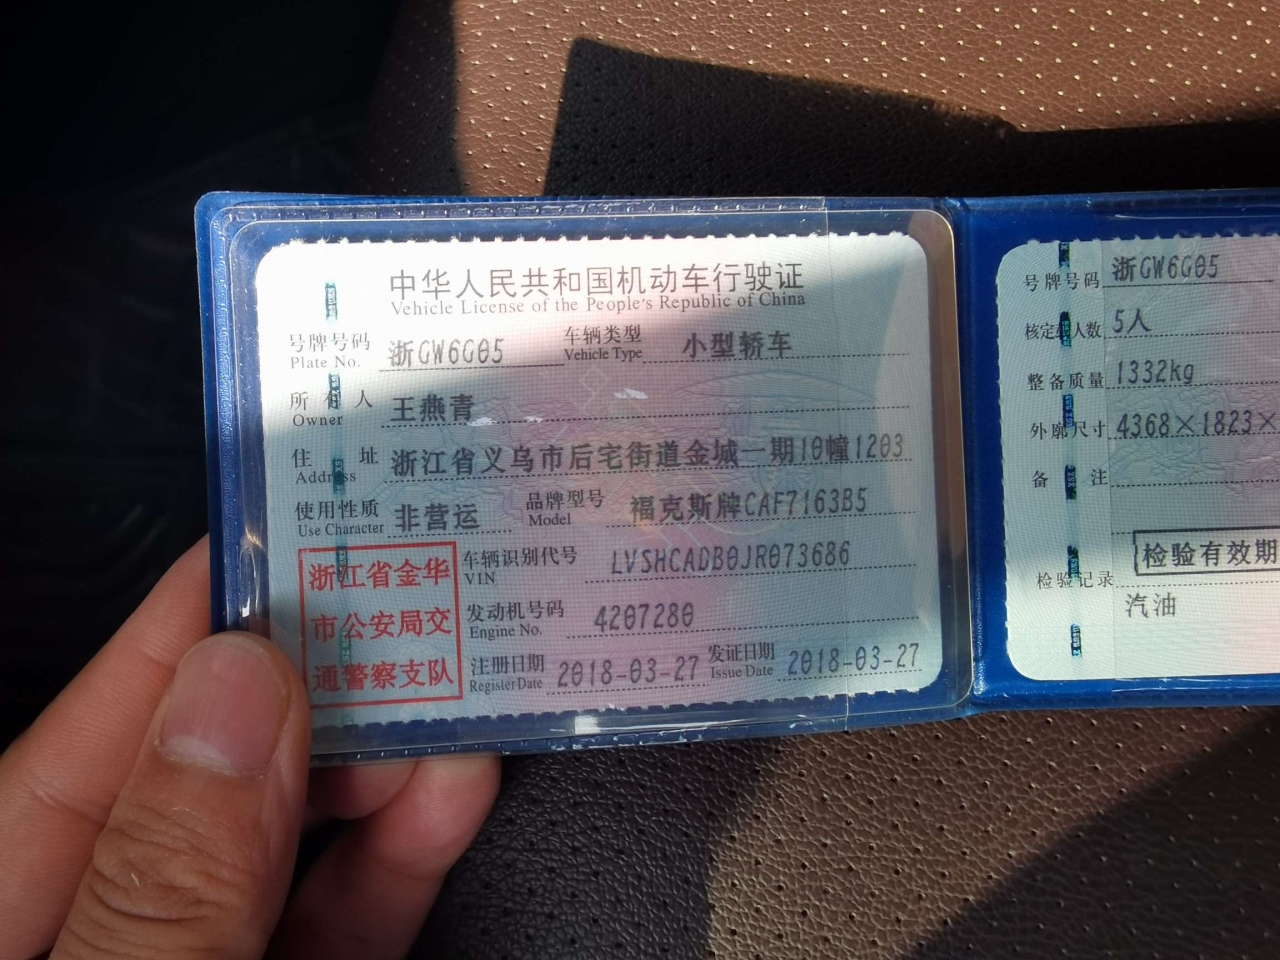 中华人民共和国机动车行驶证
Vehicle License of the People's Republic of China
号牌号码 浙GW6G05 车辆类型 小型轿车
Plate No. Vehicle Type
所有人 王燕青
Owner
住址 浙江省义乌市后宅街道金城一期10幢1203
Address
使用性质 非营运 品牌型号 福克斯牌CAF7163B5
Use Character Model
浙江省金华
市公安局交
通警察支队
车辆识别代号 LVSHCADB0JR073686
VIN
发动机号码 4207280
Engine No.
注册日期 2018-03-27 发证日期 2018-03-27
Register Date Issue Date
号牌号码 浙GW6G05
核定人数 5人
整备质量 1332kg
外廓尺寸 4368×1823×
备注
检验有效期
检验记录
汽油